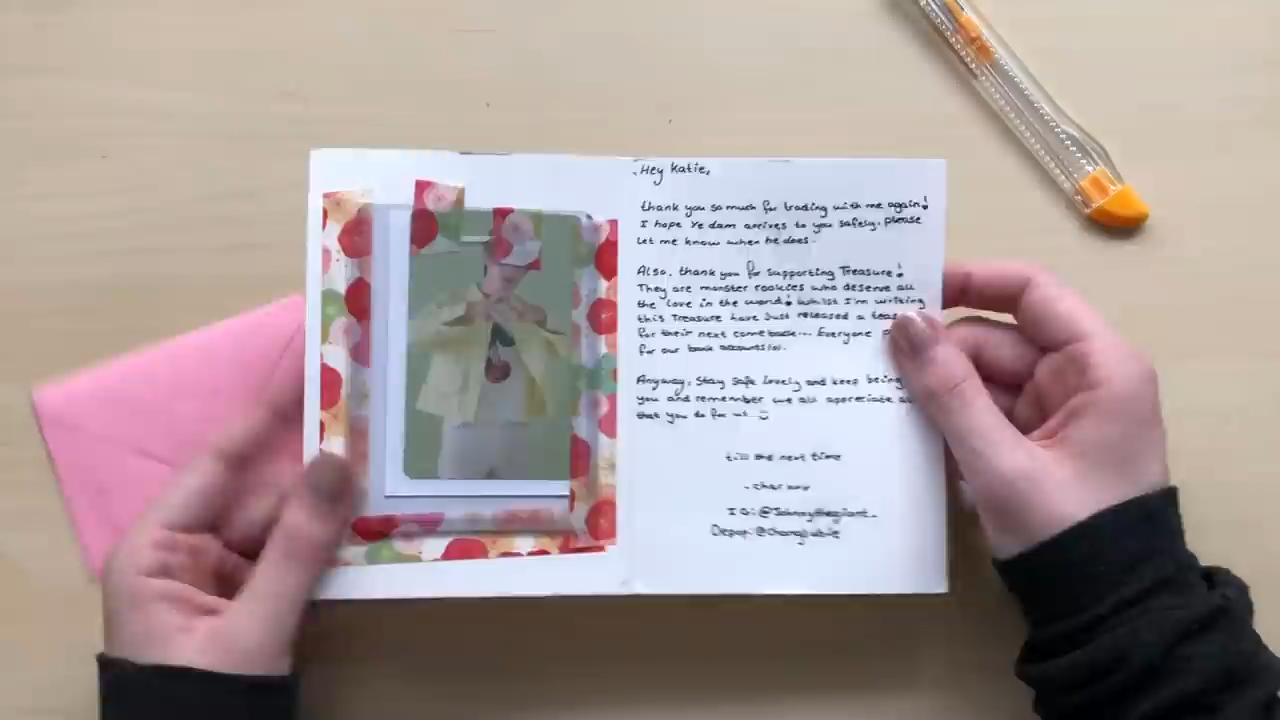 Hey Katie,
thank you so much for trading with me again!
I hope Yedam arrives to you safely, please
let me know when he does.
Also, thank you for supporting Treasure!
They are monster rookies who deserve all
the love in the world! Whilst I'm writing
this Treasure have just released a
for their next comeback... Everyone
for our bank accounts
Anyway, Stay safe lovely and keep being
you and remember we all appreciate
that you do for us
till the next time
IG: @Johnnythegiant_
Depop: